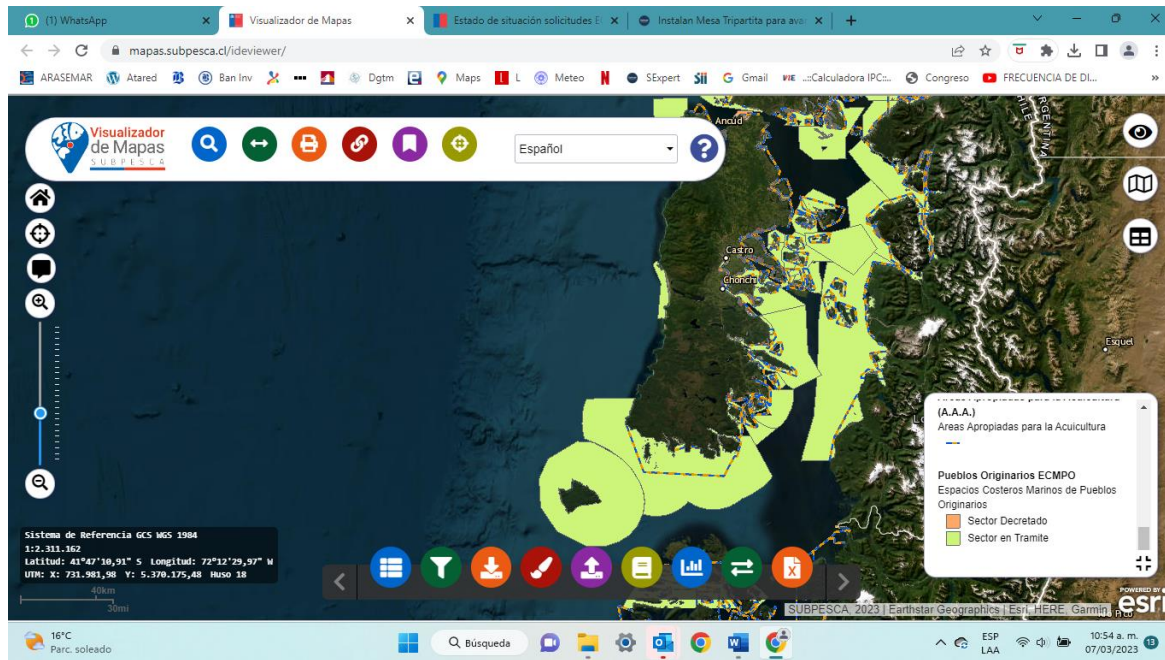 (1) WhatsApp
Visualizador de Mapas
Estado de situación solicitudes E
Instalan Mesa Tripartita para ava
mapas.subpesca.cl/ideviewer/
ARASEMAR
Atared
Ban Inv
Dgtm
Maps
L
Meteo
SExpert
Gmail
..::Calculadora IPC::..
Congreso
FRECUENCIA DE DI...
Visualizador
de Mapas
SUBPESCA
Español
?
Ancud
CHILE
ARGENTINA
Castro
Chonchi
Esquel
(A.A.A.)
Areas Apropiadas para la Acuicultura
Pueblos Originarios ECMPO
Espacios Costeros Marinos de Pueblos
Originarios
Sector Decretado
Sector en Tramite
Sistema de Referencia GCS WGS 1984
1:2.311.162
Latitud: 41°47'10,91" S Longitud: 72°12'29,97" W
UTM: X: 731.981,98 Y: 5.370.175,48 Huso 18
40km
30mi
SUBPESCA, 2023 | Earthstar Geographics | Esri, HERE, Garmin
POWERED BY
esri
16°C
Parc. soleado
Búsqueda
ESP
LAA
10:54 a. m.
07/03/2023
13